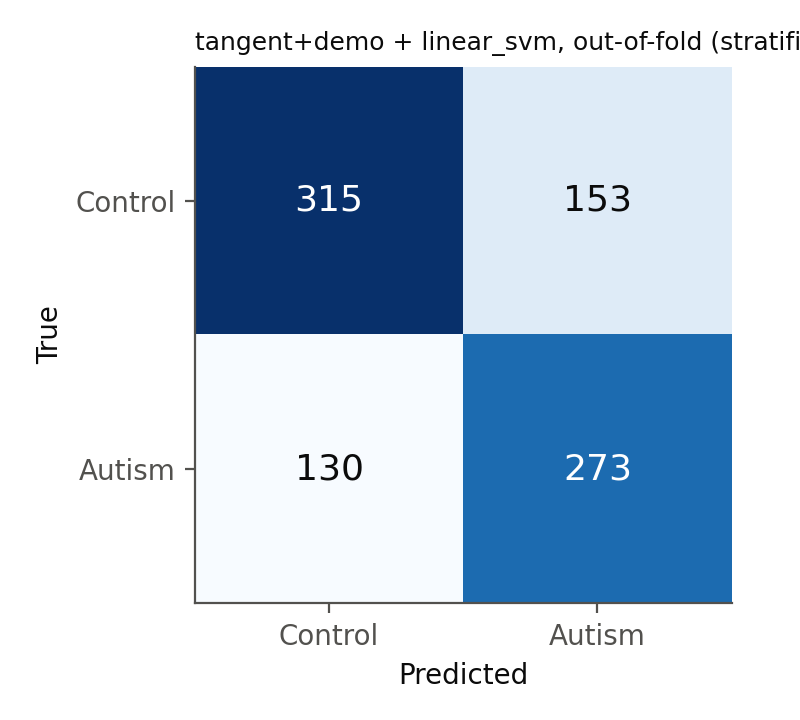 tangent+demo + linear_svm, out-of-fold (stratifi
Control
315
153
True
Autism
130
273
Control
Autism
Predicted